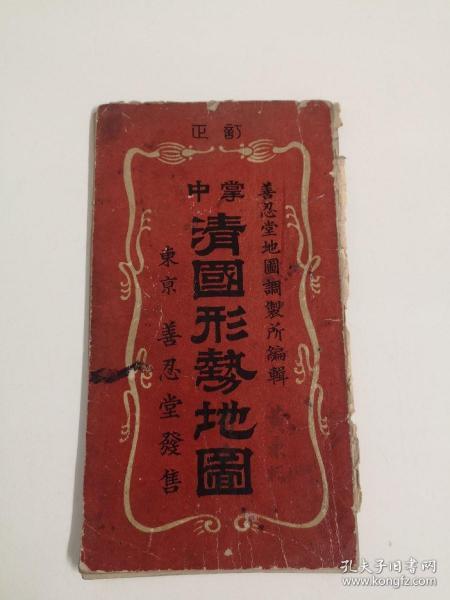 訂正
善忍堂地圖調製所編輯
掌中
清國形勢地圖
東京 善忍堂發售
孔夫子旧书网
www.kongfz.com